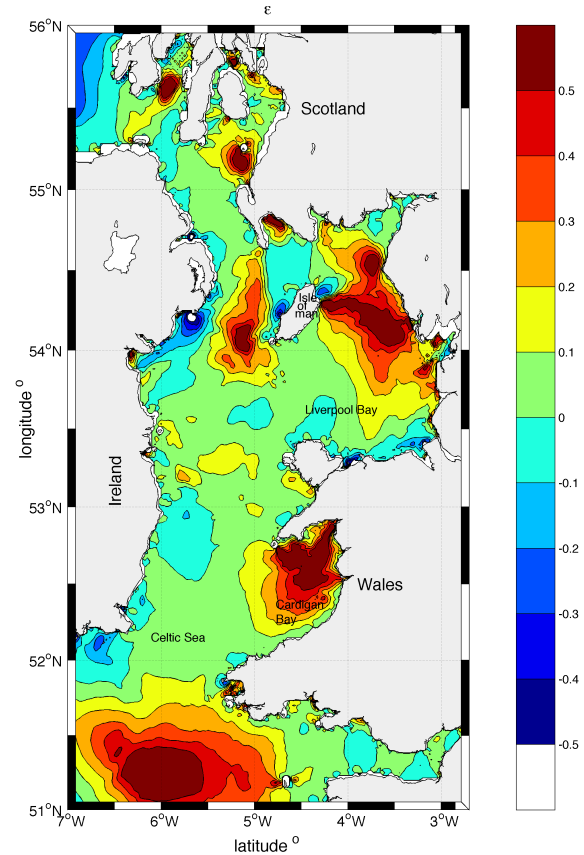 ε
56°N
Scotland
55°N
Isle
of
man
54°N
Liverpool Bay
longitude °
Ireland
53°N
Wales
Cardigan
Bay
Celtic Sea
52°N
51°N
7°W 6°W 5°W 4°W 3°W
latitude °
0.5
0.4
0.3
0.2
0.1
0
-0.1
-0.2
-0.3
-0.4
-0.5